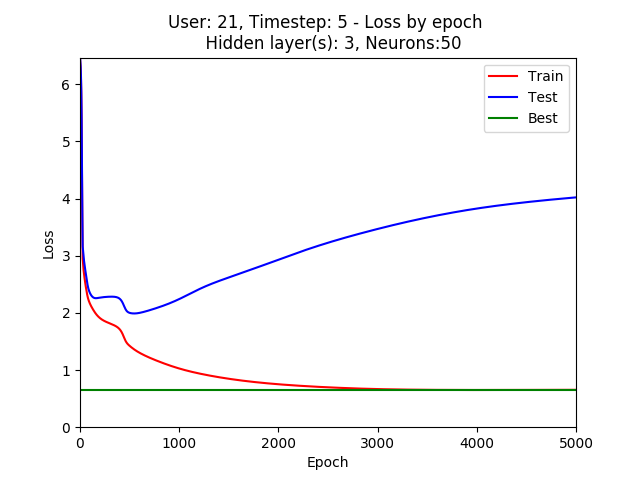 User: 21, Timestep: 5 - Loss by epoch
Hidden layer(s): 3, Neurons:50
Train
Test
Best
Loss
6
5
4
3
2
1
0
0 1000 2000 3000 4000 5000
Epoch